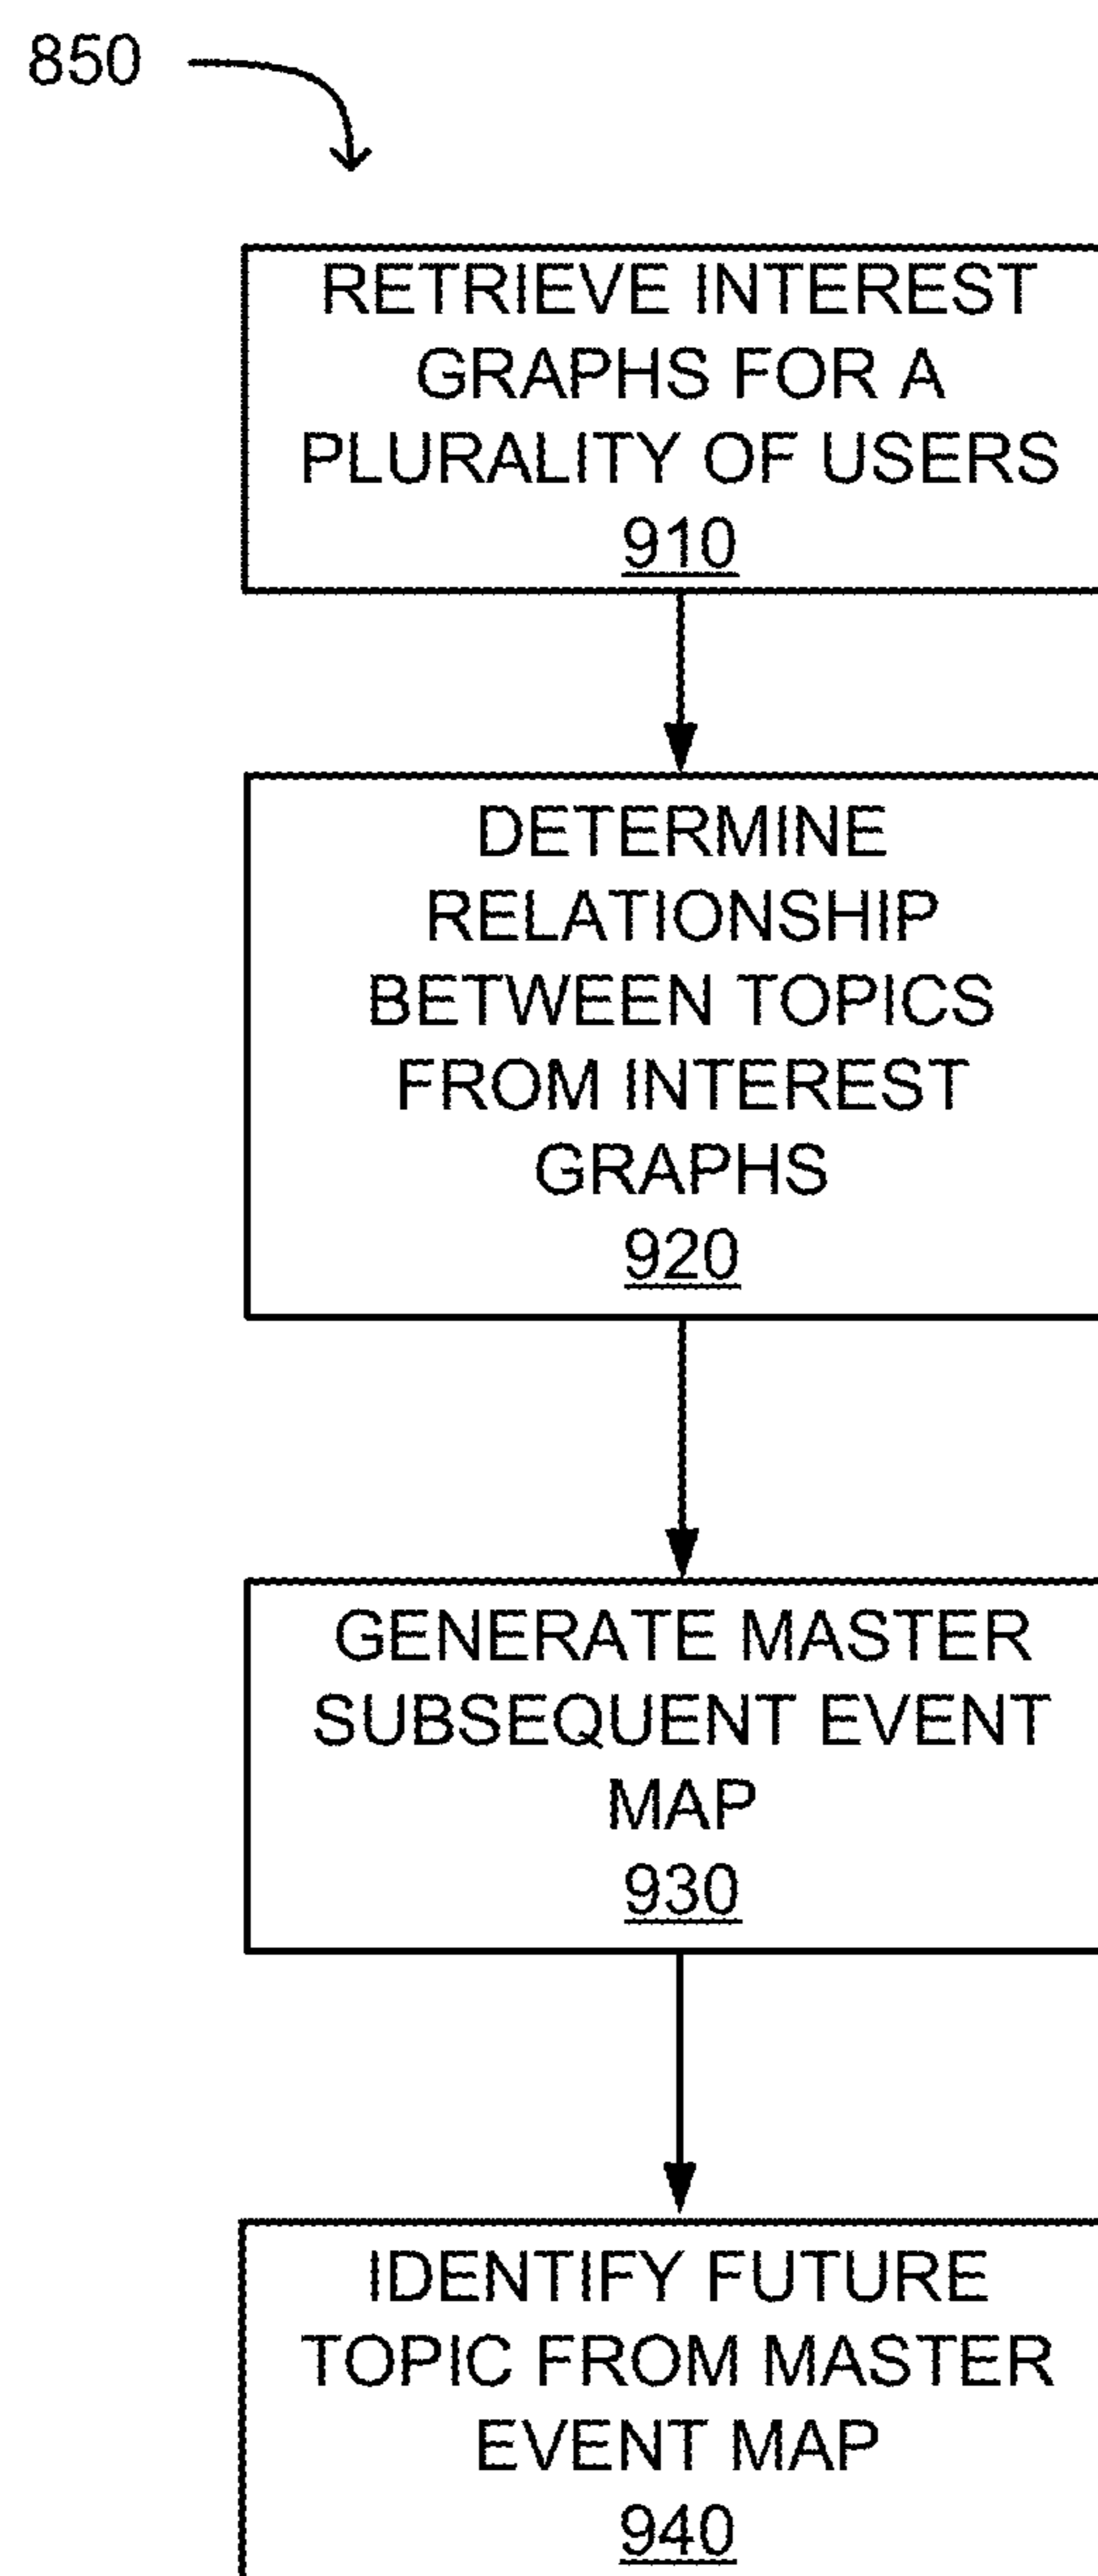 850
RETRIEVE INTEREST
GRAPHS FOR A
PLURALITY OF USERS
910
DETERMINE
RELATIONSHIP
BETWEEN TOPICS
FROM INTEREST
GRAPHS
920
GENERATE MASTER
SUBSEQUENT EVENT
MAP
930
IDENTIFY FUTURE
TOPIC FROM MASTER
EVENT MAP
940